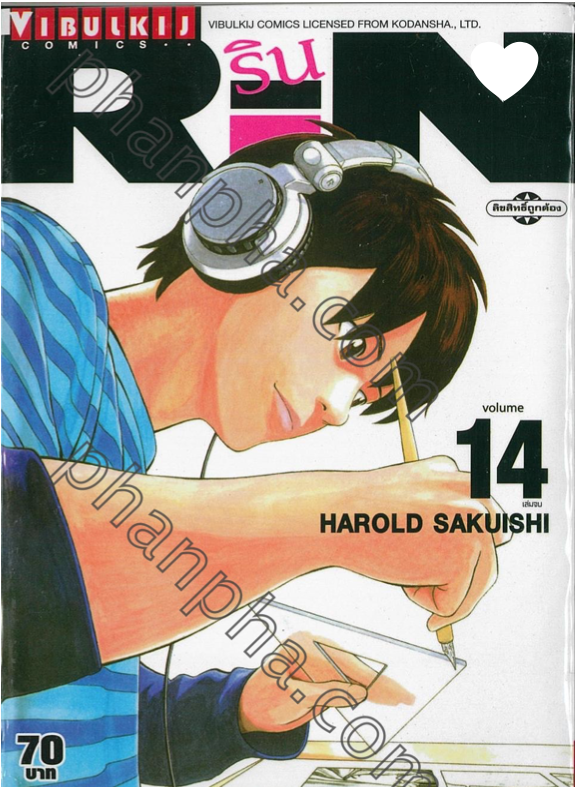 VIBULKIJ
COMICS
VIBULKIJ COMICS LICENSED FROM KODANSHA., LTD.
RiN
ริน
ลิขสิทธิ์ถูกต้อง
volume
14
เล่มจบ
HAROLD SAKUISHI
70
บาท
phanpha.com
phanpha.com